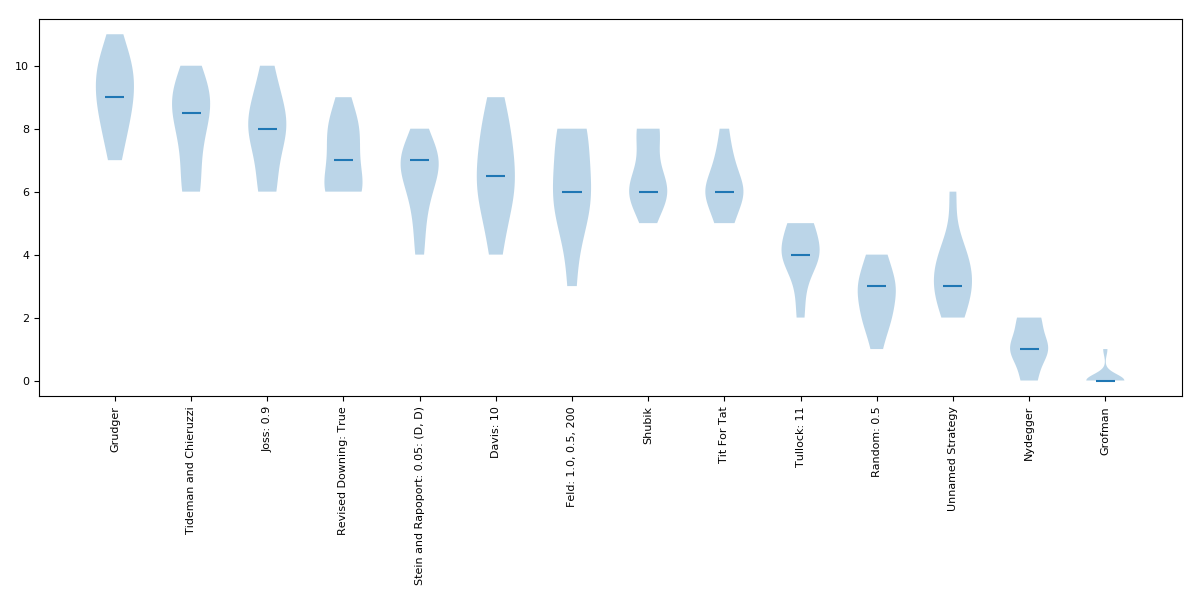 10
8
6
4
2
0
Grudger
Tideman and Chieruzzi
Joss: 0.9
Revised Downing: True
Stein and Rapoport: 0.05: (D, D)
Davis: 10
Feld: 1.0, 0.5, 200
Shubik
Tit For Tat
Tullock: 11
Random: 0.5
Unnamed Strategy
Nydegger
Grofman